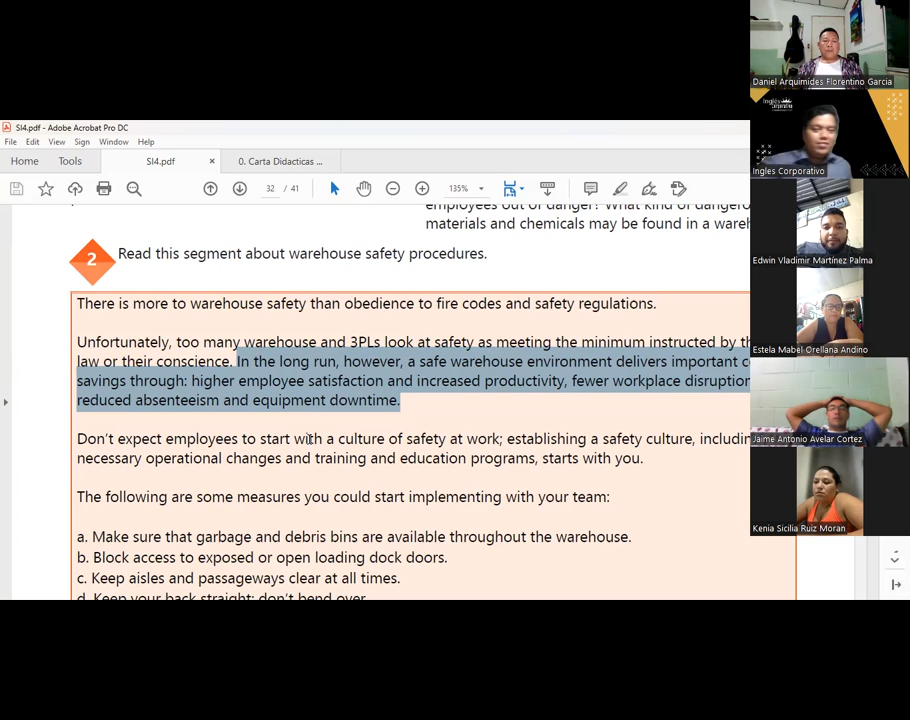 SI4.pdf - Adobe Acrobat Pro DC
File Edit View Sign Window Help
Home Tools SI4.pdf × 0. Carta Didacticas ...
32 / 41 135%
employees out of danger? What kind of dangero
materials and chemicals may be found in a wareh
2 Read this segment about warehouse safety procedures.
There is more to warehouse safety than obedience to fire codes and safety regulations.
Unfortunately, too many warehouse and 3PLs look at safety as meeting the minimum instructed by th
law or their conscience. In the long run, however, a safe warehouse environment delivers important c
savings through: higher employee satisfaction and increased productivity, fewer workplace disruption
reduced absenteeism and equipment downtime.
Don't expect employees to start with a culture of safety at work; establishing a safety culture, includin
necessary operational changes and training and education programs, starts with you.
The following are some measures you could start implementing with your team:
a. Make sure that garbage and debris bins are available throughout the warehouse.
b. Block access to exposed or open loading dock doors.
c. Keep aisles and passageways clear at all times.
d. Keep your back straight; don't bend over.
Daniel Arquimides Florentino Garcia
Inglés
Ingles Corporativo
Edwin Vladimir Martínez Palma
Estela Mabel Orellana Andino
Jaime Antonio Avelar Cortez
Kenia Sicilia Ruiz Moran